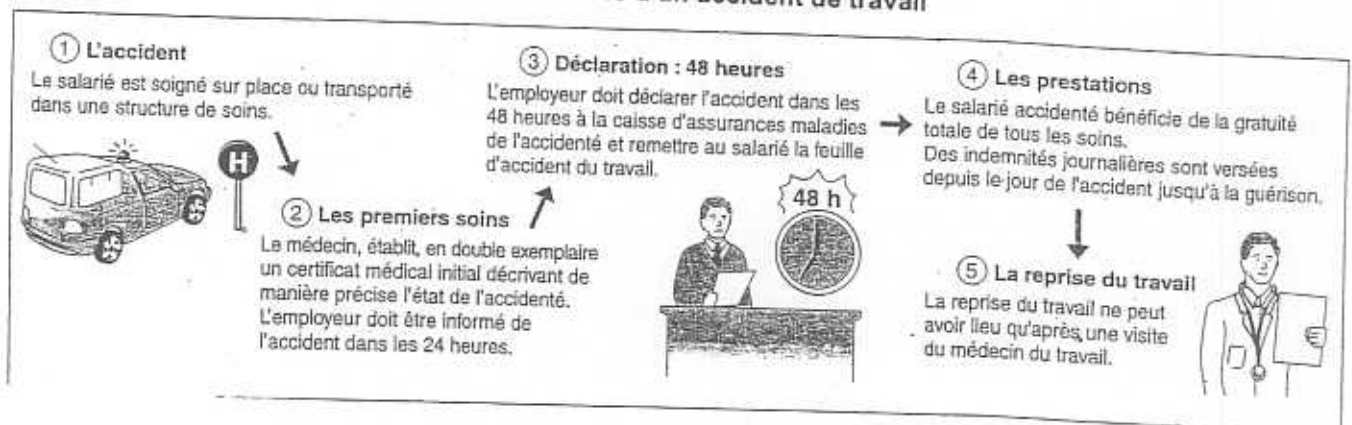 d'un accident de travail
① L'accident
Le salarié est soigné sur place ou transporté
dans une structure de soins.
H
② Les premiers soins
Le médecin, établit, en double exemplaire
un certificat médical initial décrivant de
manière précise l'état de l'accidenté.
L'employeur doit être informé de
l'accident dans les 24 heures.
③ Déclaration : 48 heures
L'employeur doit déclarer l'accident dans les
48 heures à la caisse d'assurances maladies
de l'accidenté et remettre au salarié la feuille
d'accident du travail.
48 h
④ Les prestations
Le salarié accidenté bénéficie de la gratuité
totale de tous les soins.
Des indemnités journalières sont versées
depuis le jour de l'accident jusqu'à la guérison.
⑤ La reprise du travail
La reprise du travail ne peut
avoir lieu qu'après une visite
du médecin du travail.